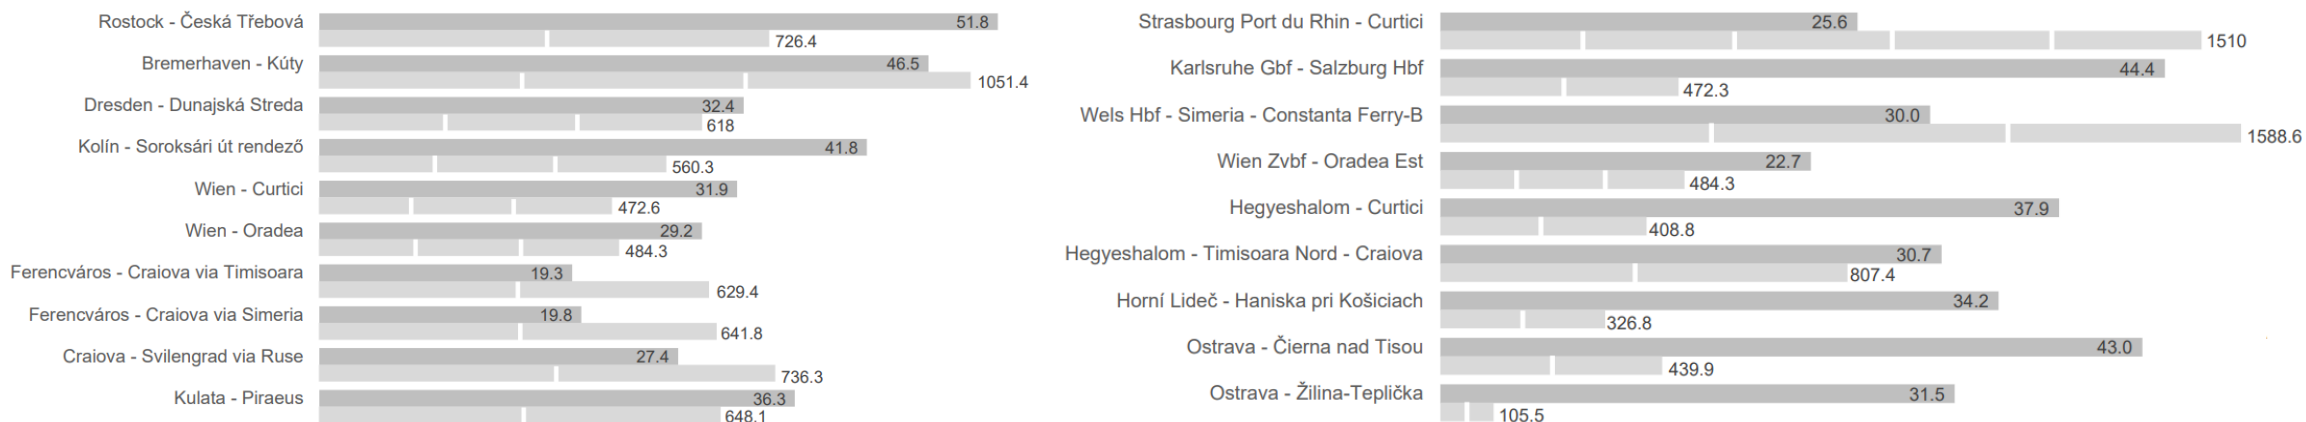 Rostock - Česká Třebová
51.8
726.4
Bremerhaven - Kúty
46.5
1051.4
Dresden - Dunajská Streda
32.4
618
Kolín - Soroksári út rendező
41.8
560.3
Wien - Curtici
31.9
472.6
Wien - Oradea
29.2
484.3
Ferencváros - Craiova via Timisoara
19.3
629.4
Ferencváros - Craiova via Simeria
19.8
641.8
Craiova - Svilengrad via Ruse
27.4
736.3
Kulata - Piraeus
36.3
648.1
Strasbourg Port du Rhin - Curtici
25.6
1510
Karlsruhe Gbf - Salzburg Hbf
44.4
472.3
Wels Hbf - Simeria - Constanta Ferry-B
30.0
1588.6
Wien Zvbf - Oradea Est
22.7
484.3
Hegyeshalom - Curtici
37.9
408.8
Hegyeshalom - Timisoara Nord - Craiova
30.7
807.4
Horní Lideč - Haniska pri Košiciach
34.2
326.8
Ostrava - Čierna nad Tisou
43.0
439.9
Ostrava - Žilina-Teplička
31.5
105.5